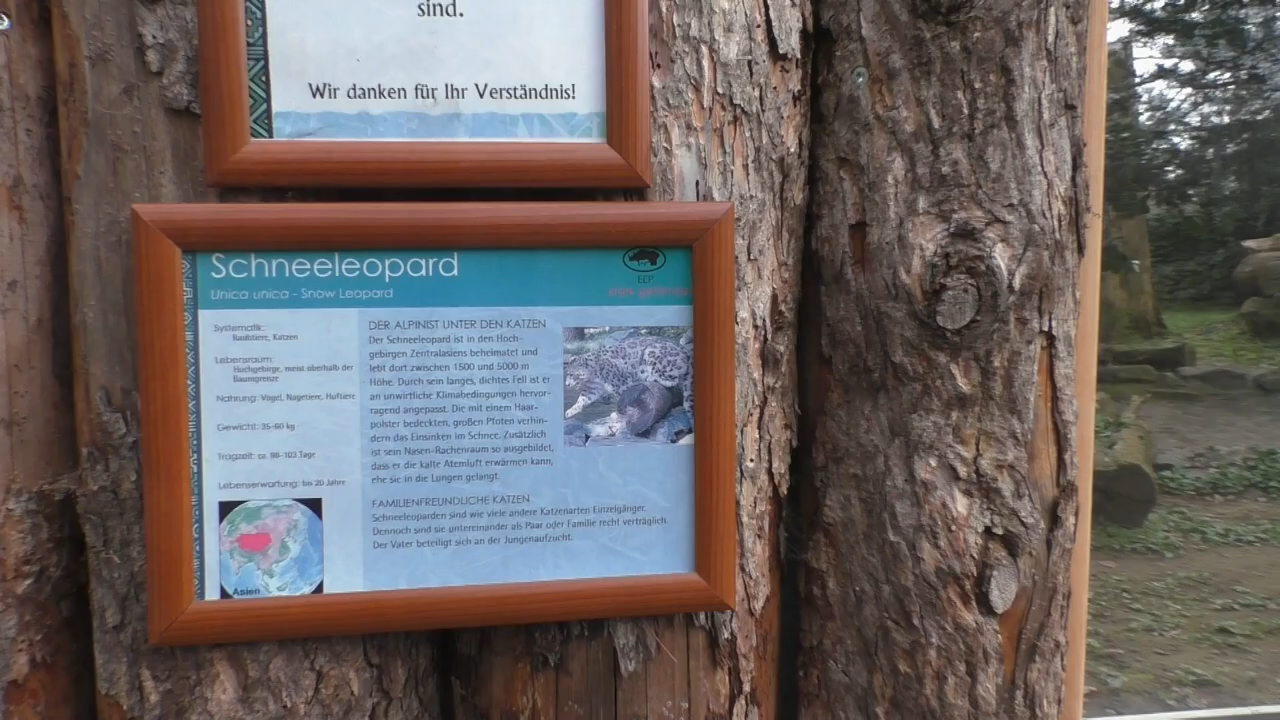 sind.
Wir danken für Ihr Verständnis!
Schneeleopard
Unica unica - Snow Leopard
EEP
Systematik:
Raubtiere, Katzen
Lebensraum:
Hochgebirge, meist oberhalb der
Baumgrenze
Nahrung: Vögel, Nagetiere, Huftiere
Gewicht: 35-60 kg
Tragzeit: ca. 98-103 Tage
Lebenserwartung: bis 20 Jahre
Asien
DER ALPINIST UNTER DEN KATZEN
Der Schneeleopard ist in den Hoch-
gebirgen Zentralasiens beheimatet und
lebt dort zwischen 1500 und 5000 m
Höhe. Durch sein langes, dichtes Fell ist er
an unwirtliche Klimabedingungen hervor-
ragend angepasst. Die mit einem Haar-
polster bedeckten, großen Pfoten verhin-
dern das Einsinken im Schnee. Zusätzlich
ist sein Nasen-Rachenraum so ausgebildet,
dass er die kalte Atemluft erwärmen kann,
ehe sie in die Lungen gelangt.
FAMILIENFREUNDLICHE KATZEN
Schneeleoparden sind wie viele andere Katzenarten Einzelgänger.
Dennoch sind sie untereinander als Paar oder Familie recht verträglich.
Der Vater beteiligt sich an der Jungenaufzucht.